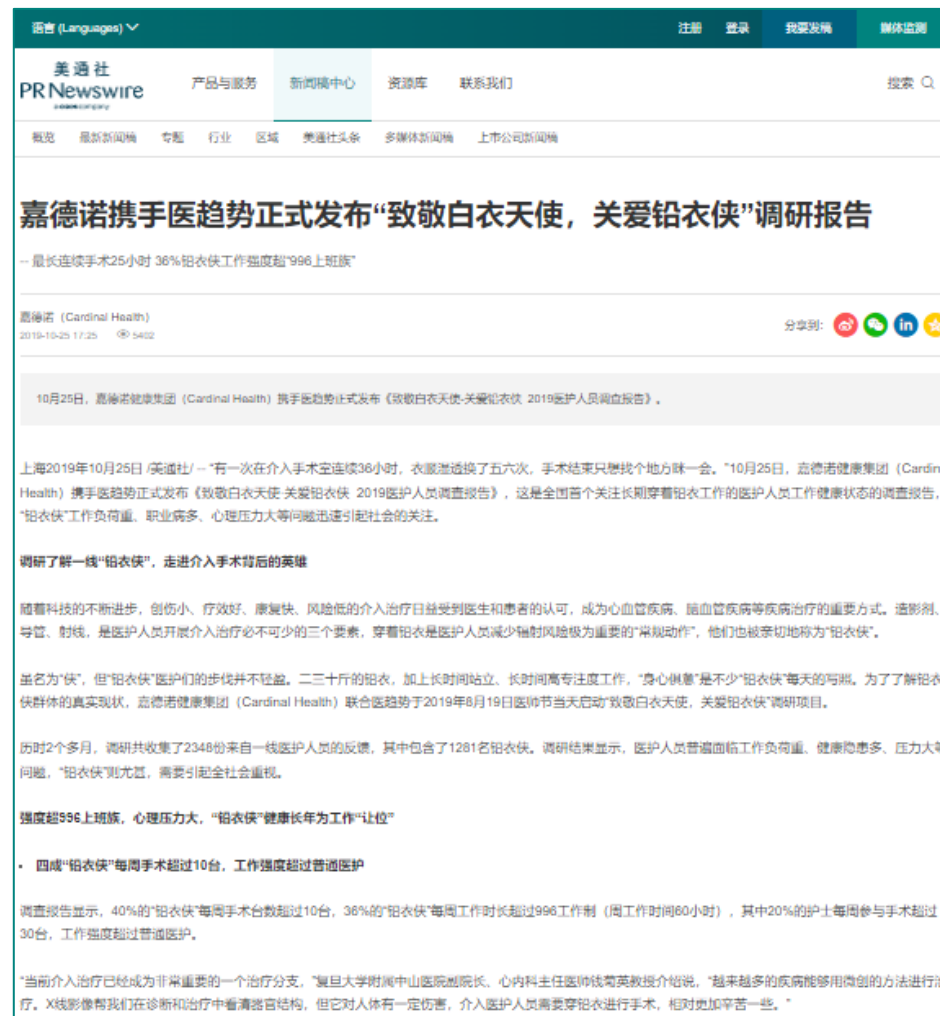 语言 (Languages)
注册 登录 我要发稿 媒体监测
美通社
PR Newswire
产品与服务 新闻稿中心 资源库 联系我们 搜索
概览 最新新闻稿 专题 行业 区域 美通社头条 多媒体新闻稿 上市公司新闻稿
嘉德诺携手医趋势正式发布“致敬白衣天使，关爱铅衣侠”调研报告
-- 最长连续手术25小时 36%铅衣侠工作强度超“996上班族”
嘉德诺（Cardinal Health）
2019-10-25 17:25 5402
分享到:
10月25日，嘉德诺健康集团（Cardinal Health）携手医趋势正式发布《致敬白衣天使-关爱铅衣侠 2019医护人员调查报告》。
上海2019年10月25日 /美通社/ -- “有一次在介入手术室连续36小时，衣服湿透换了五六次，手术结束只想找个地方眯一会。”10月25日，嘉德诺健康集团（Cardin
Health）携手医趋势正式发布《致敬白衣天使 关爱铅衣侠 2019医护人员调查报告》，这是全国首个关注长期穿着铅衣工作的医护人员工作健康状态的调查报告，
“铅衣侠”工作负荷重、职业病多、心理压力大等问题迅速引起社会的关注。
调研了解一线“铅衣侠”，走进介入手术背后的英雄
随着科技的不断进步，创伤小、疗效好、康复快、风险低的介入治疗日益受到医生和患者的认可，成为心血管疾病、脑血管疾病等疾病治疗的重要方式。造影剂、
导管、射线，是医护人员开展介入治疗必不可少的三个要素，穿着铅衣是医护人员减少辐射风险极为重要的“常规动作”，他们也被亲切地称为“铅衣侠”。
虽名为“侠”，但“铅衣侠”医护们的步伐并不轻盈。二三十斤的铅衣，加上长时间站立、长时间高专注度工作，“身心俱惫”是不少“铅衣侠”每天的写照。为了了解铅衣
侠群体的真实现状，嘉德诺健康集团（Cardinal Health）联合医趋势于2019年8月19日医师节当天启动“致敬白衣天使，关爱铅衣侠”调研项目。
历时2个多月，调研共收集了2348份来自一线医护人员的反馈，其中包含了1281名铅衣侠。调研结果显示，医护人员普遍面临工作负荷重、健康隐患多、压力大等
问题，“铅衣侠”则尤甚，需要引起全社会重视。
强度超996上班族，心理压力大，“铅衣侠”健康长年为工作“让位”
• 四成“铅衣侠”每周手术超过10台，工作强度超过普通医护
调查报告显示，40%的“铅衣侠”每周手术台数超过10台，36%的“铅衣侠”每周工作时长超过996工作制（周工作时间60小时），其中20%的护士每周参与手术超过
30台，工作强度超过普通医护。
“当前介入治疗已经成为非常重要的一个治疗分支，”复旦大学附属中山医院副院长、心内科主任医师钱菊英教授介绍说，“越来越多的疾病能够用微创的方法进行治
疗。X线影像帮我们在诊断和治疗中看清器官结构，但它对人体有一定伤害，介入医护人员需要穿铅衣进行手术，相对更加辛苦一些。”